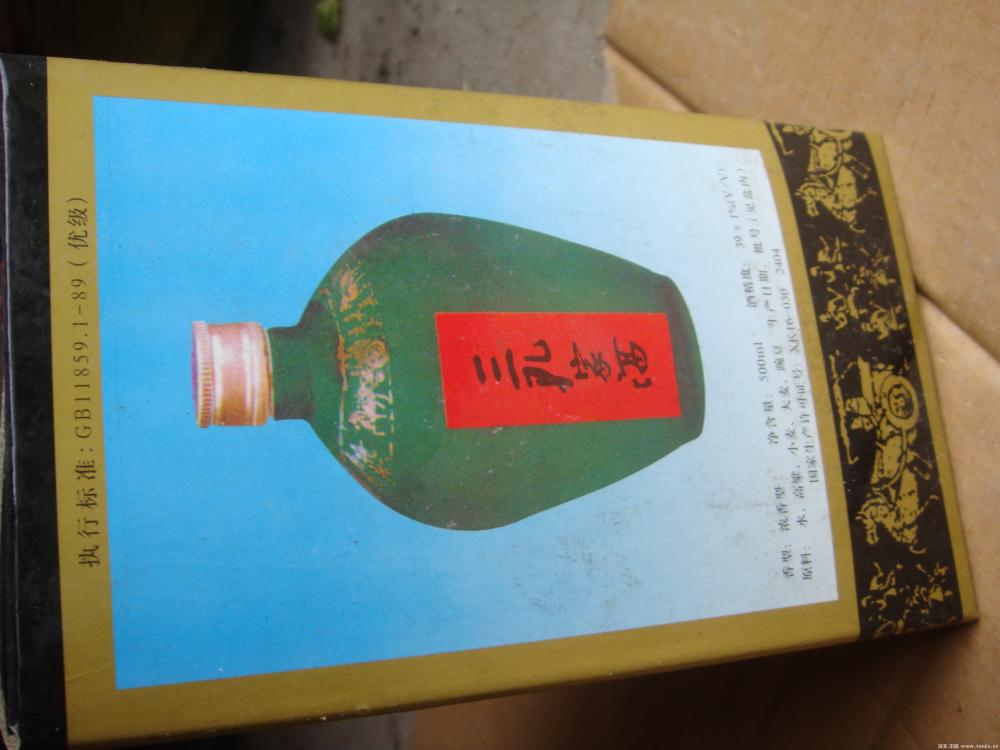 执行标准:GB11859.1-89(优级)
三孔家酒
香型: 浓香型 净含量: 500ml 酒精度: 39±1%(V/V)
原料: 水、高粱、小麦、大麦、豌豆 生产日期、批号:(见盒内)
国家生产许可证号: XK16-030 2404